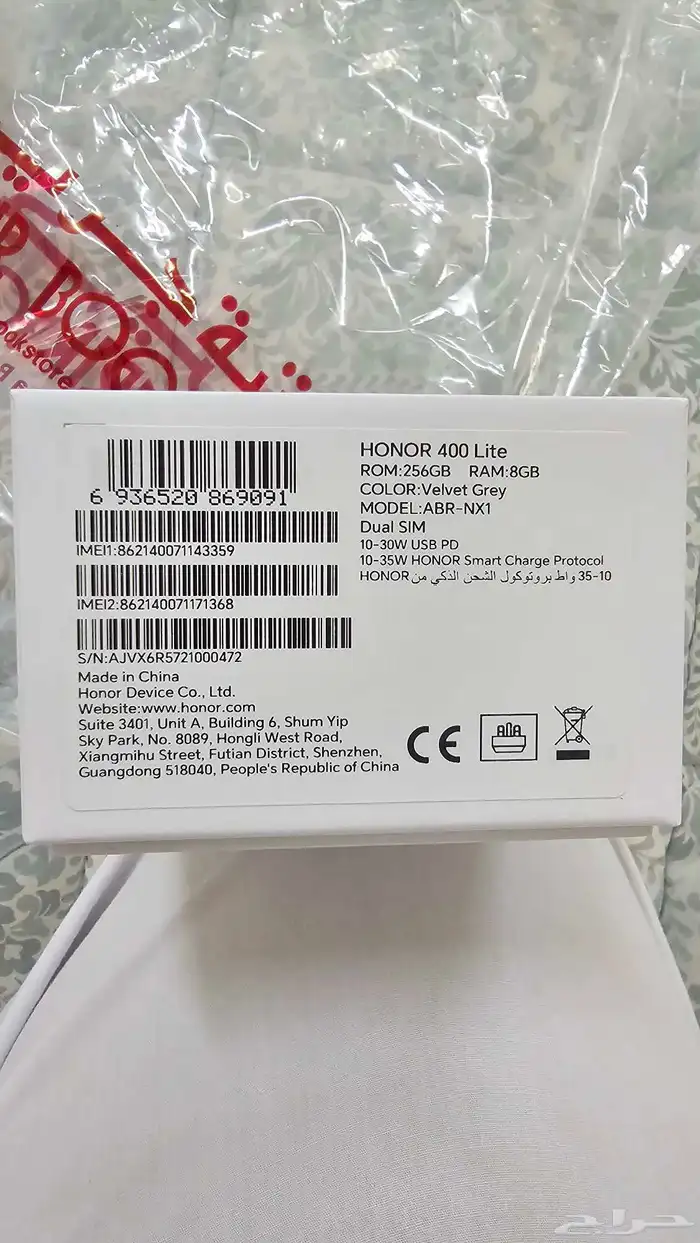 ookstore
6 936520 869091
IMEI1:862140071143359
IMEI2:862140071171368
S/N:AJVX6R5721000472
Made in China
Honor Device Co., Ltd.
Website:www.honor.com
Suite 3401, Unit A, Building 6, Shum Yip
Sky Park, No. 8089, Hongli West Road,
Xiangmihu Street, Futian District, Shenzhen,
Guangdong 518040, People's Republic of China
HONOR 400 Lite
ROM:256GB RAM:8GB
COLOR:Velvet Grey
MODEL:ABR-NX1
Dual SIM
10-30W USB PD
10-35W HONOR Smart Charge Protocol
10-35 واط بروتوكول الشحن الذكي من HONOR
CE
حراج